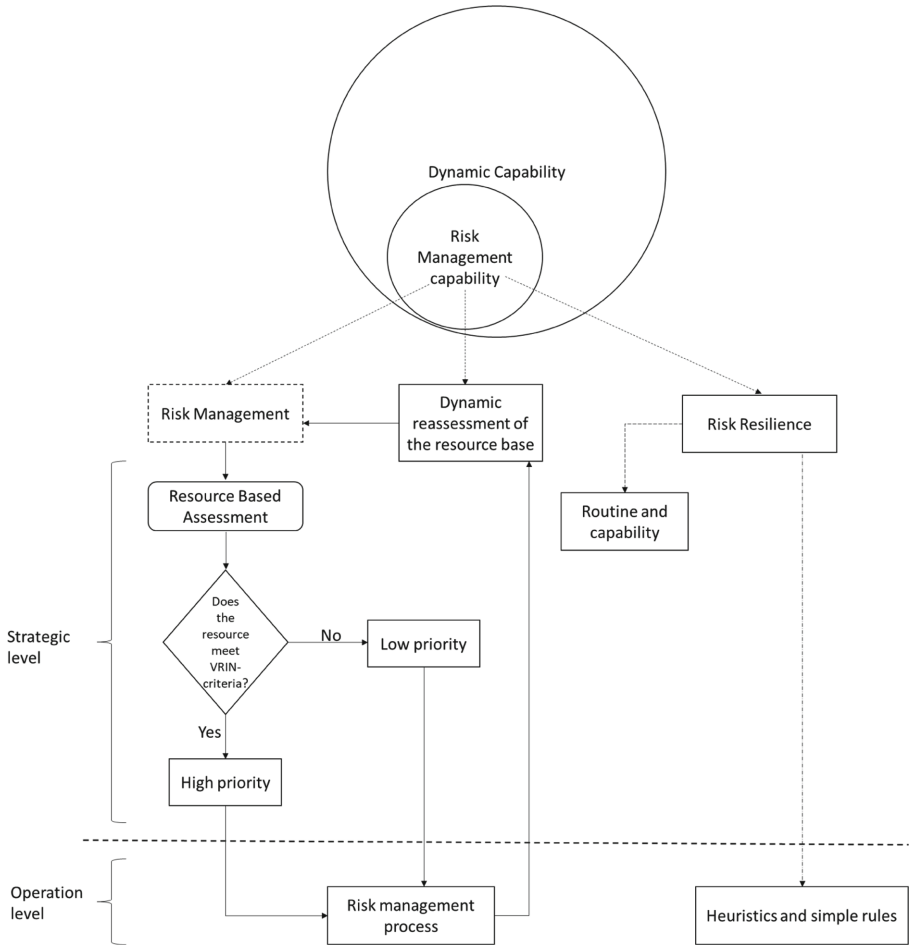 Dynamic Capability
Risk
Management
capability
Risk Management
Dynamic
reassessment of
the resource base
Risk Resilience
Resource Based
Assessment
Routine and
capability
Does
the
resource
meet
VRIN-
criteria?
No
Low priority
Strategic
level
Yes
High priority
Operation
level
Risk management
process
Heuristics and simple rules